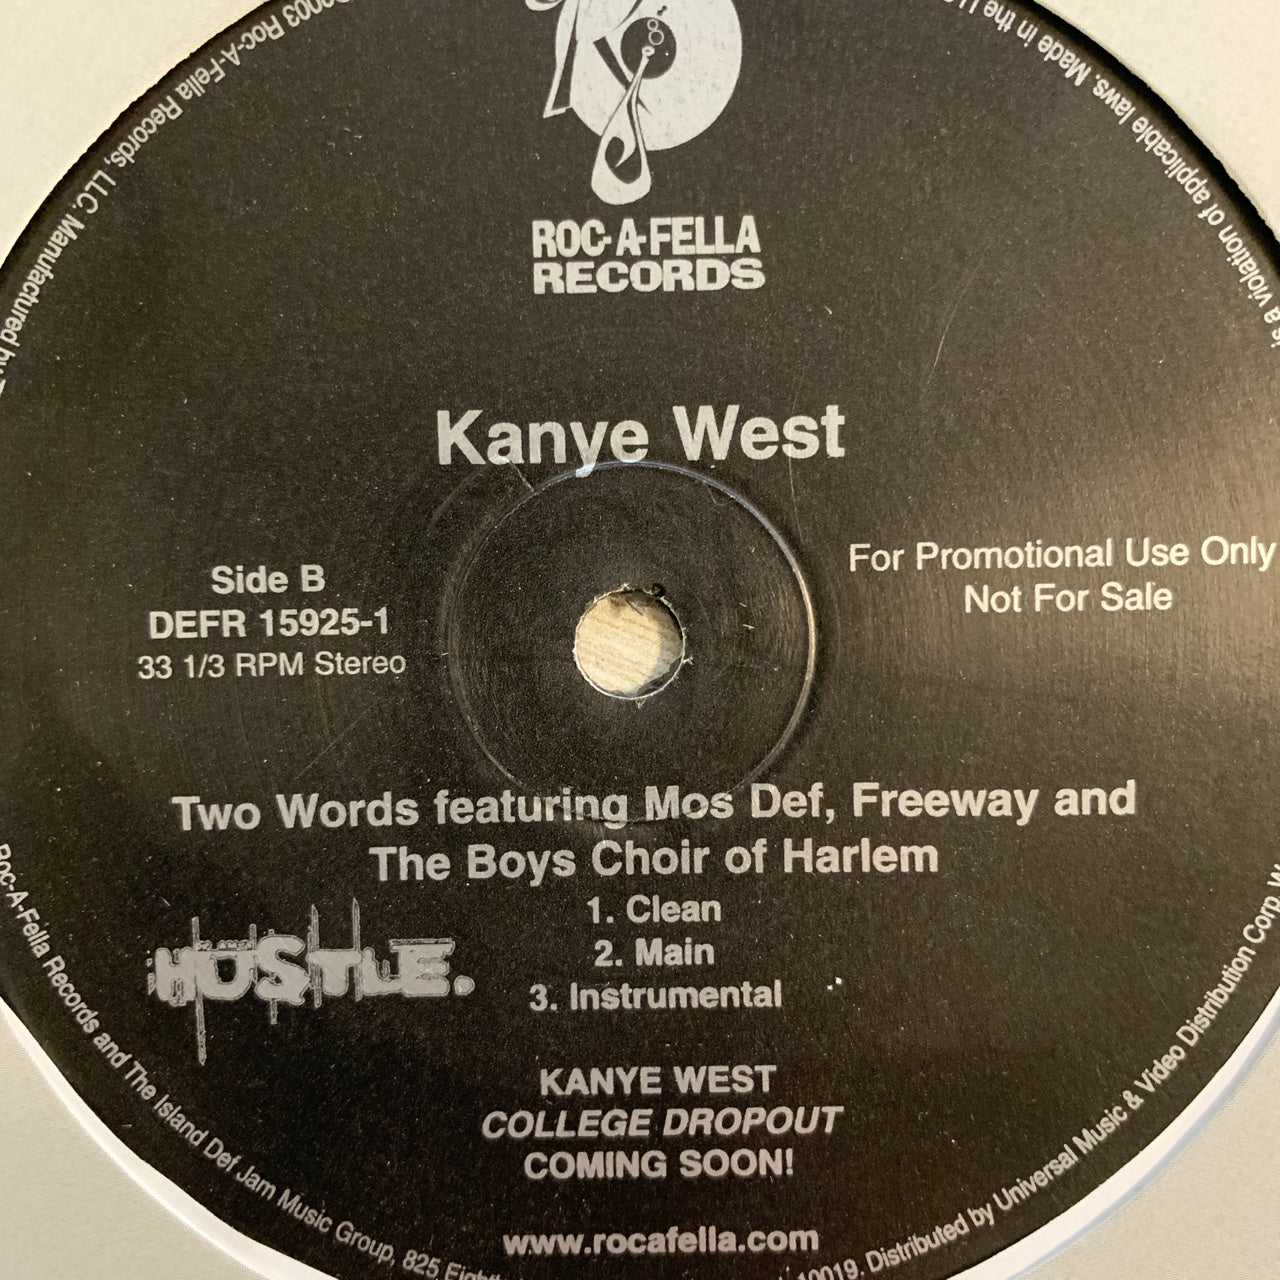 ROC-A-FELLA
RECORDS
Kanye West
Side B
DEFR 15925-1
33 1/3 RPM Stereo
For Promotional Use Only
Not For Sale
Two Words featuring Mos Def, Freeway and
The Boys Choir of Harlem
1. Clean
2. Main
3. Instrumental
HUSTLE.
KANYE WEST
COLLEGE DROPOUT
COMING SOON!
www.rocafella.com
Roc-A-Fella Records, LLC. Manufactured by
Roc-A-Fella Records and The Island Def Jam Music Group, 825
10019. Distributed by Universal Music & Video Distribution Corp.
is a violation of applicable laws. Made in the